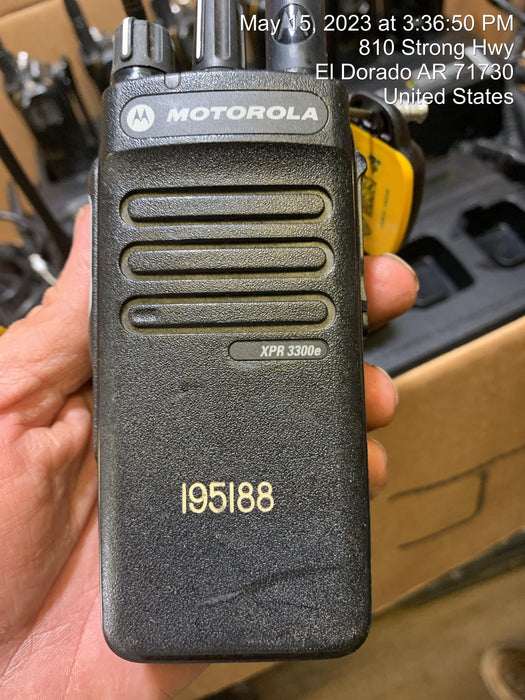 May 15, 2023 at 3:36:50 PM
810 Strong Hwy
El Dorado AR 71730
United States
MOTOROLA
XPR 3300e
195188